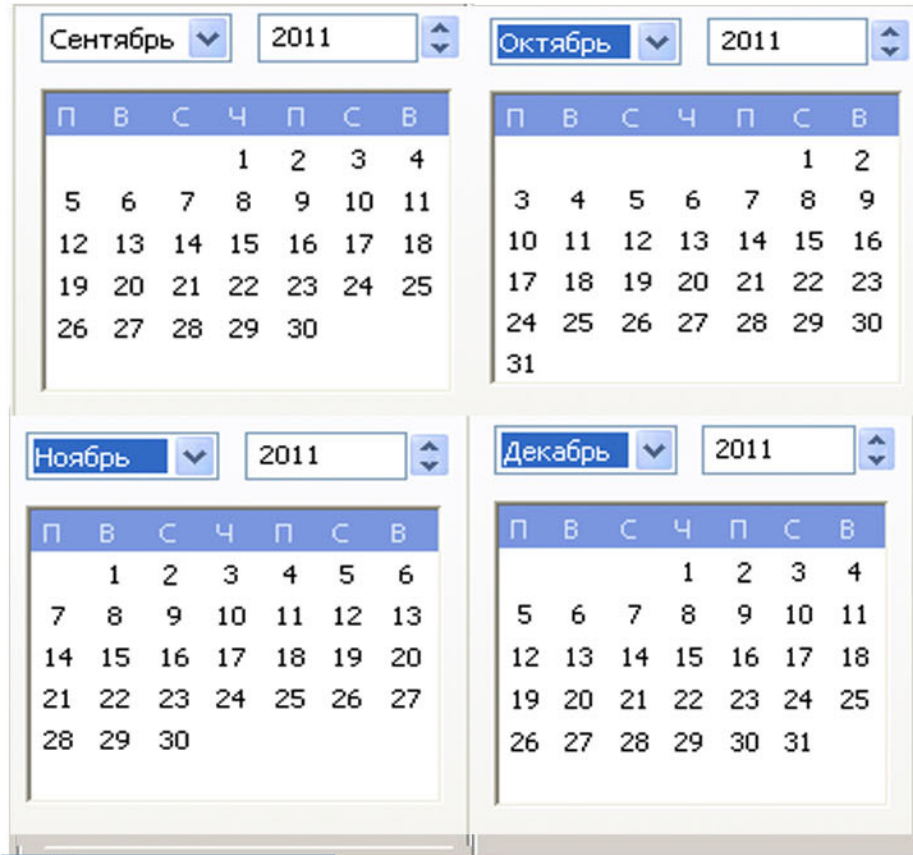 Сентябрь 2011
П В С Ч П С В
1 2 3 4
5 6 7 8 9 10 11
12 13 14 15 16 17 18
19 20 21 22 23 24 25
26 27 28 29 30
Октябрь 2011
П В С Ч П С В
1 2
3 4 5 6 7 8 9
10 11 12 13 14 15 16
17 18 19 20 21 22 23
24 25 26 27 28 29 30
31
Ноябрь 2011
П В С Ч П С В
1 2 3 4 5 6
7 8 9 10 11 12 13
14 15 16 17 18 19 20
21 22 23 24 25 26 27
28 29 30
Декабрь 2011
П В С Ч П С В
1 2 3 4
5 6 7 8 9 10 11
12 13 14 15 16 17 18
19 20 21 22 23 24 25
26 27 28 29 30 31